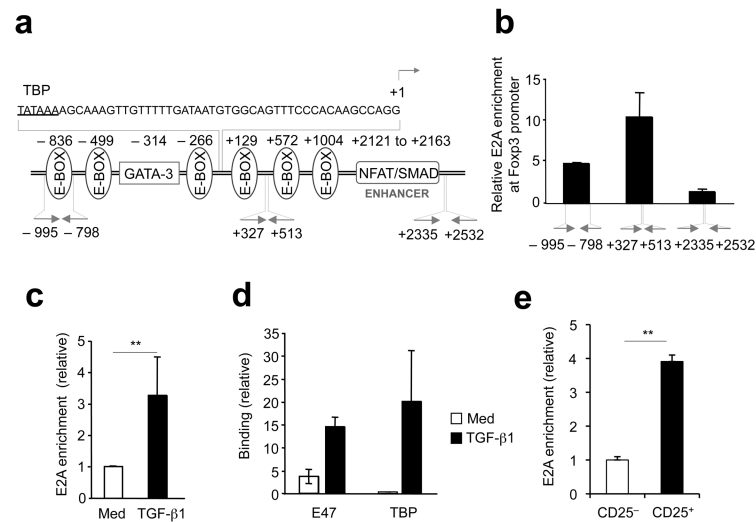 a
TBP
+1
TATAAAAGCAAAGTTGTTTTTGATAATGTGGCAGTTTCCCACAAGCCAGG
– 836 – 499 – 314 – 266 +129 +572 +1004 +2121 to +2163
E-BOX E-BOX GATA-3 E-BOX E-BOX E-BOX E-BOX NFAT/SMAD
ENHANCER
– 995 – 798 +327 +513 +2335 +2532
b
Relative E2A enrichment
at Foxp3 promoter
15
10
5
0
– 995 – 798 +327 +513 +2335 +2532
c
E2A enrichment (relative)
5
4
3
2
1
0
**
Med TGF-β1
d
Binding (relative)
35
30
25
20
15
10
5
0
E47 TBP
Med
TGF-β1
e
E2A enrichment (relative)
5
4
3
2
1
0
**
CD25⁻ CD25⁺